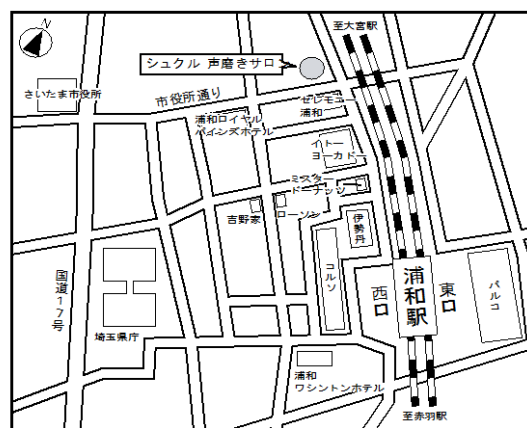 至大宮駅
シュクル 声磨きサロ
さいたま市役所
市役所通り
セレモニー
浦和
浦和ロイヤル
パインズホテル
イトー
ヨーカドー
ミスター
ドーナッツ
吉野家
ローソン
伊勢丹
コルソ
国道17号
埼玉県庁
西口
浦和駅
東口
パルコ
浦和
ワシントンホテル
至赤羽駅